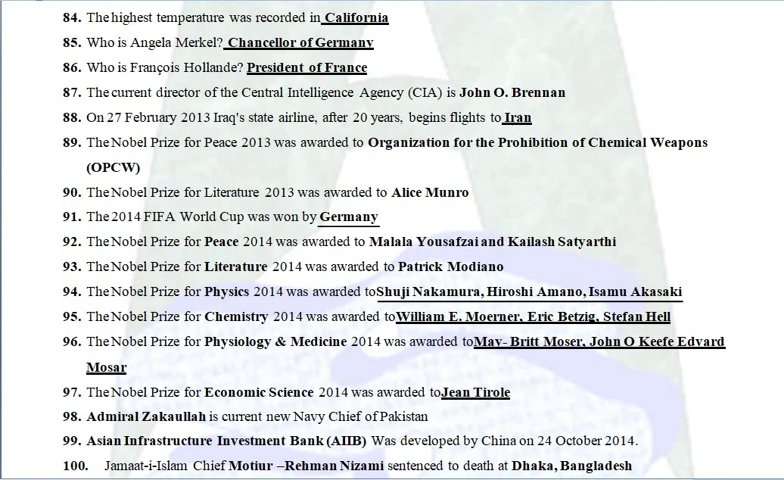 84. The highest temperature was recorded in California
85. Who is Angela Merkel? Chancellor of Germany
86. Who is François Hollande? President of France
87. The current director of the Central Intelligence Agency (CIA) is John O. Brennan
88. On 27 February 2013 Iraq's state airline, after 20 years, begins flights to Iran
89. The Nobel Prize for Peace 2013 was awarded to Organization for the Prohibition of Chemical Weapons
(OPCW)
90. The Nobel Prize for Literature 2013 was awarded to Alice Munro
91. The 2014 FIFA World Cup was won by Germany
92. The Nobel Prize for Peace 2014 was awarded to Malala Yousafzai and Kailash Satyarthi
93. The Nobel Prize for Literature 2014 was awarded to Patrick Modiano
94. The Nobel Prize for Physics 2014 was awarded to Shuji Nakamura, Hiroshi Amano, Isamu Akasaki
95. The Nobel Prize for Chemistry 2014 was awarded to William E. Moerner, Eric Betzig, Stefan Hell
96. The Nobel Prize for Physiology & Medicine 2014 was awarded to May- Britt Moser, John O Keefe Edvard
Mosar
97. The Nobel Prize for Economic Science 2014 was awarded to Jean Tirole
98. Admiral Zakaullah is current new Navy Chief of Pakistan
99. Asian Infrastructure Investment Bank (AIIB) Was developed by China on 24 October 2014.
100. Jamaat-i-Islam Chief Motiur –Rehman Nizami sentenced to death at Dhaka, Bangladesh